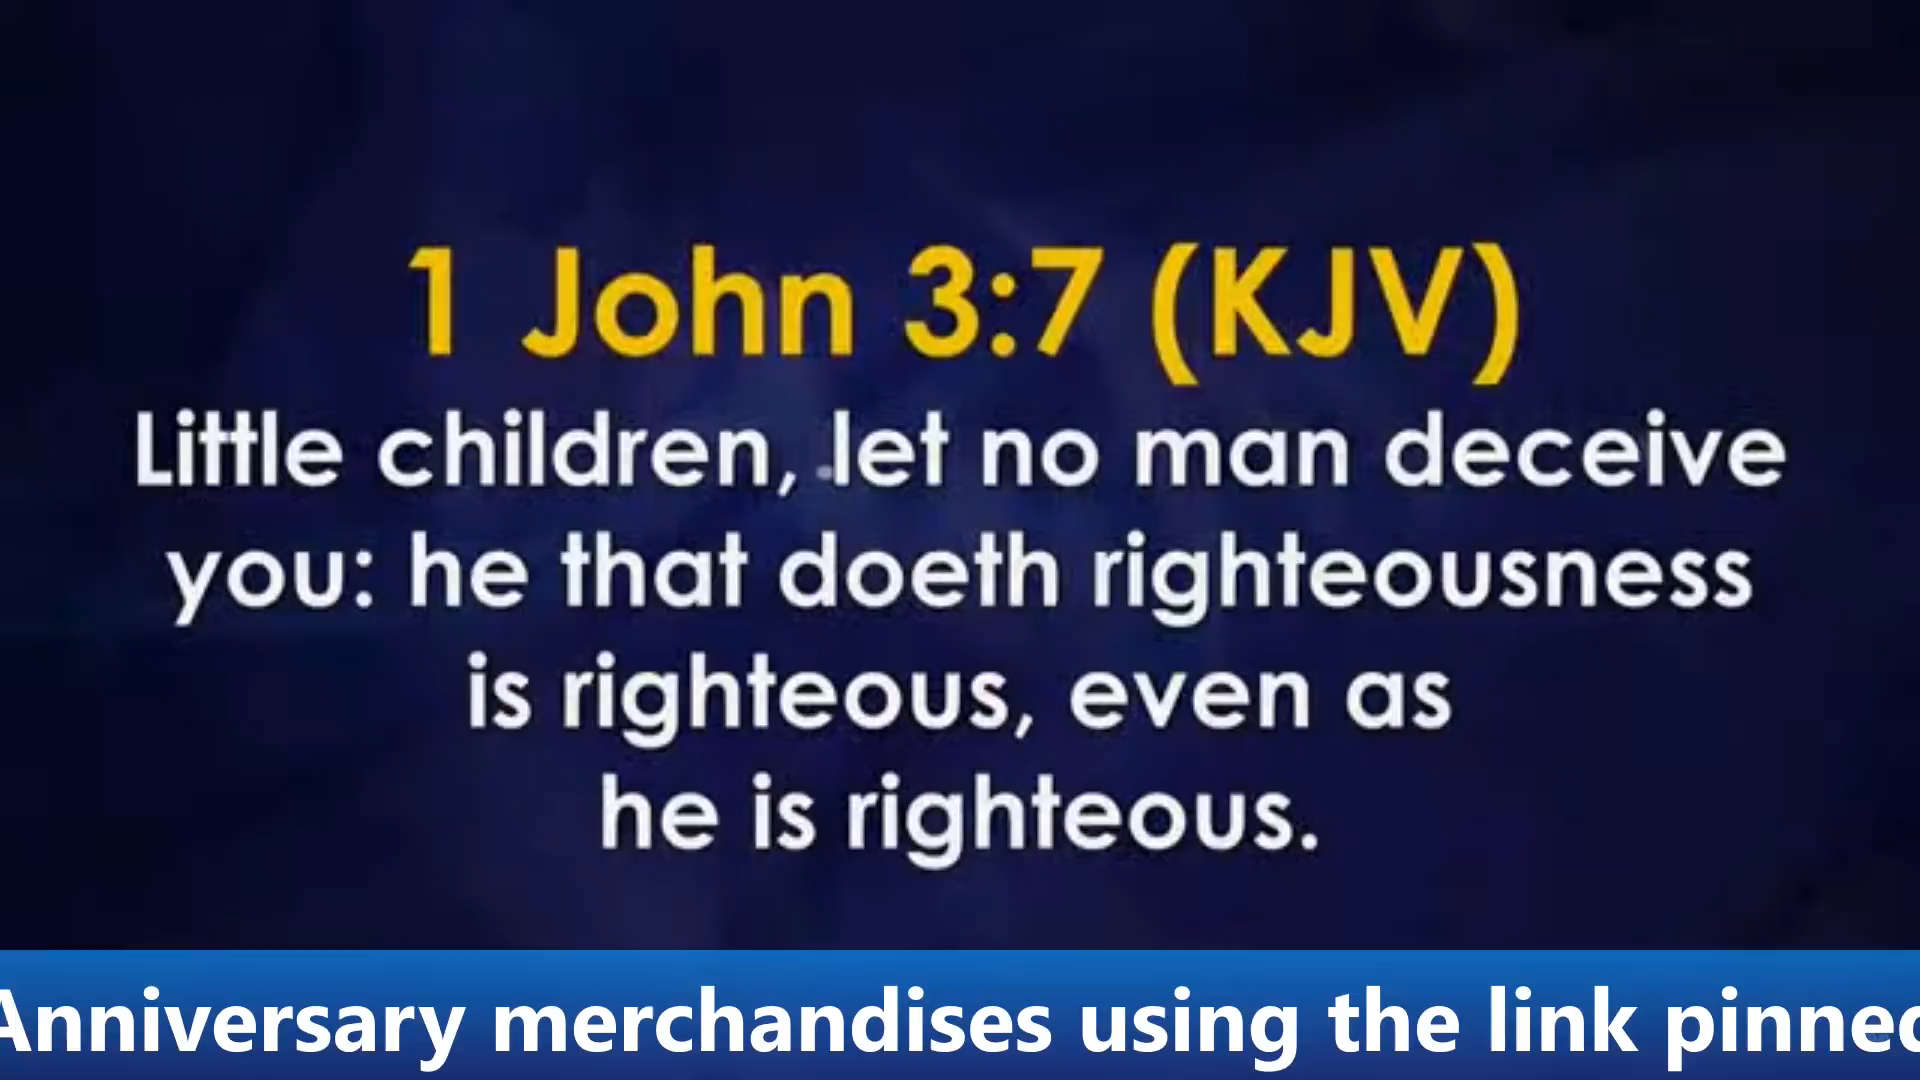 1 John 3:7 (KJV)
Little children, let no man deceive
you: he that doeth righteousness
is righteous, even as
he is righteous.
Anniversary merchandises using the link pinned